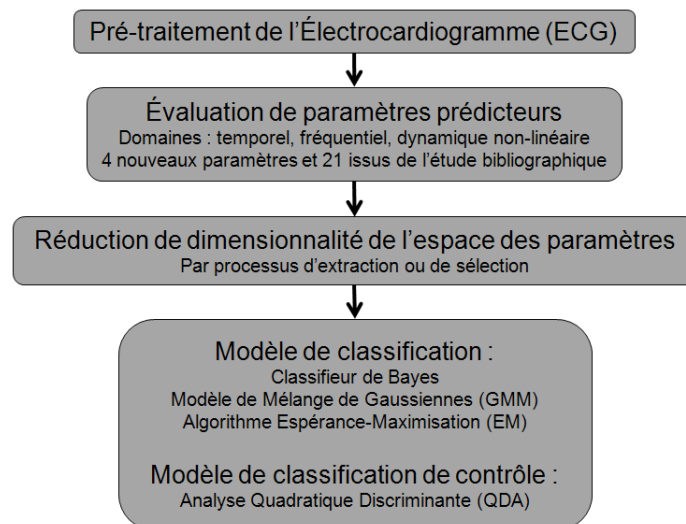 Pré-traitement de l’Électrocardiogramme (ECG)
Évaluation de paramètres prédicteurs
Domaines : temporel, fréquentiel, dynamique non-linéaire
4 nouveaux paramètres et 21 issus de l’étude bibliographique
Réduction de dimensionnalité de l’espace des paramètres
Par processus d’extraction ou de sélection
Modèle de classification :
Classifieur de Bayes
Modèle de Mélange de Gaussiennes (GMM)
Algorithme Espérance-Maximisation (EM)
Modèle de classification de contrôle :
Analyse Quadratique Discriminante (QDA)